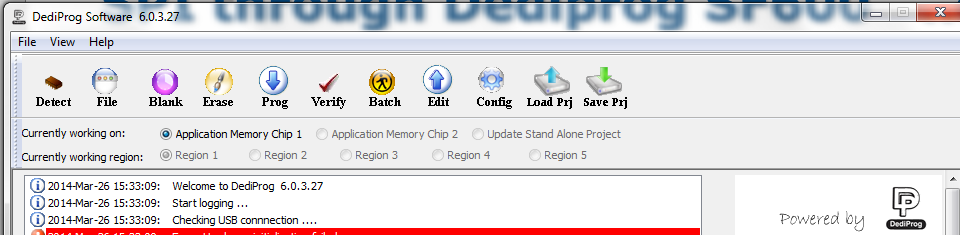 Set through Dediprog SF600
DediProg Software 6.0.3.27
File View Help
Detect File Blank Erase Prog Verify Batch Edit Config Load Prj Save Prj
Currently working on: Application Memory Chip 1 Application Memory Chip 2 Update Stand Alone Project
Currently working region: Region 1 Region 2 Region 3 Region 4 Region 5
2014-Mar-26 15:33:09: Welcome to DediProg 6.0.3.27
2014-Mar-26 15:33:09: Start logging ...
2014-Mar-26 15:33:09: Checking USB connnection ....
Powered by
DediProg